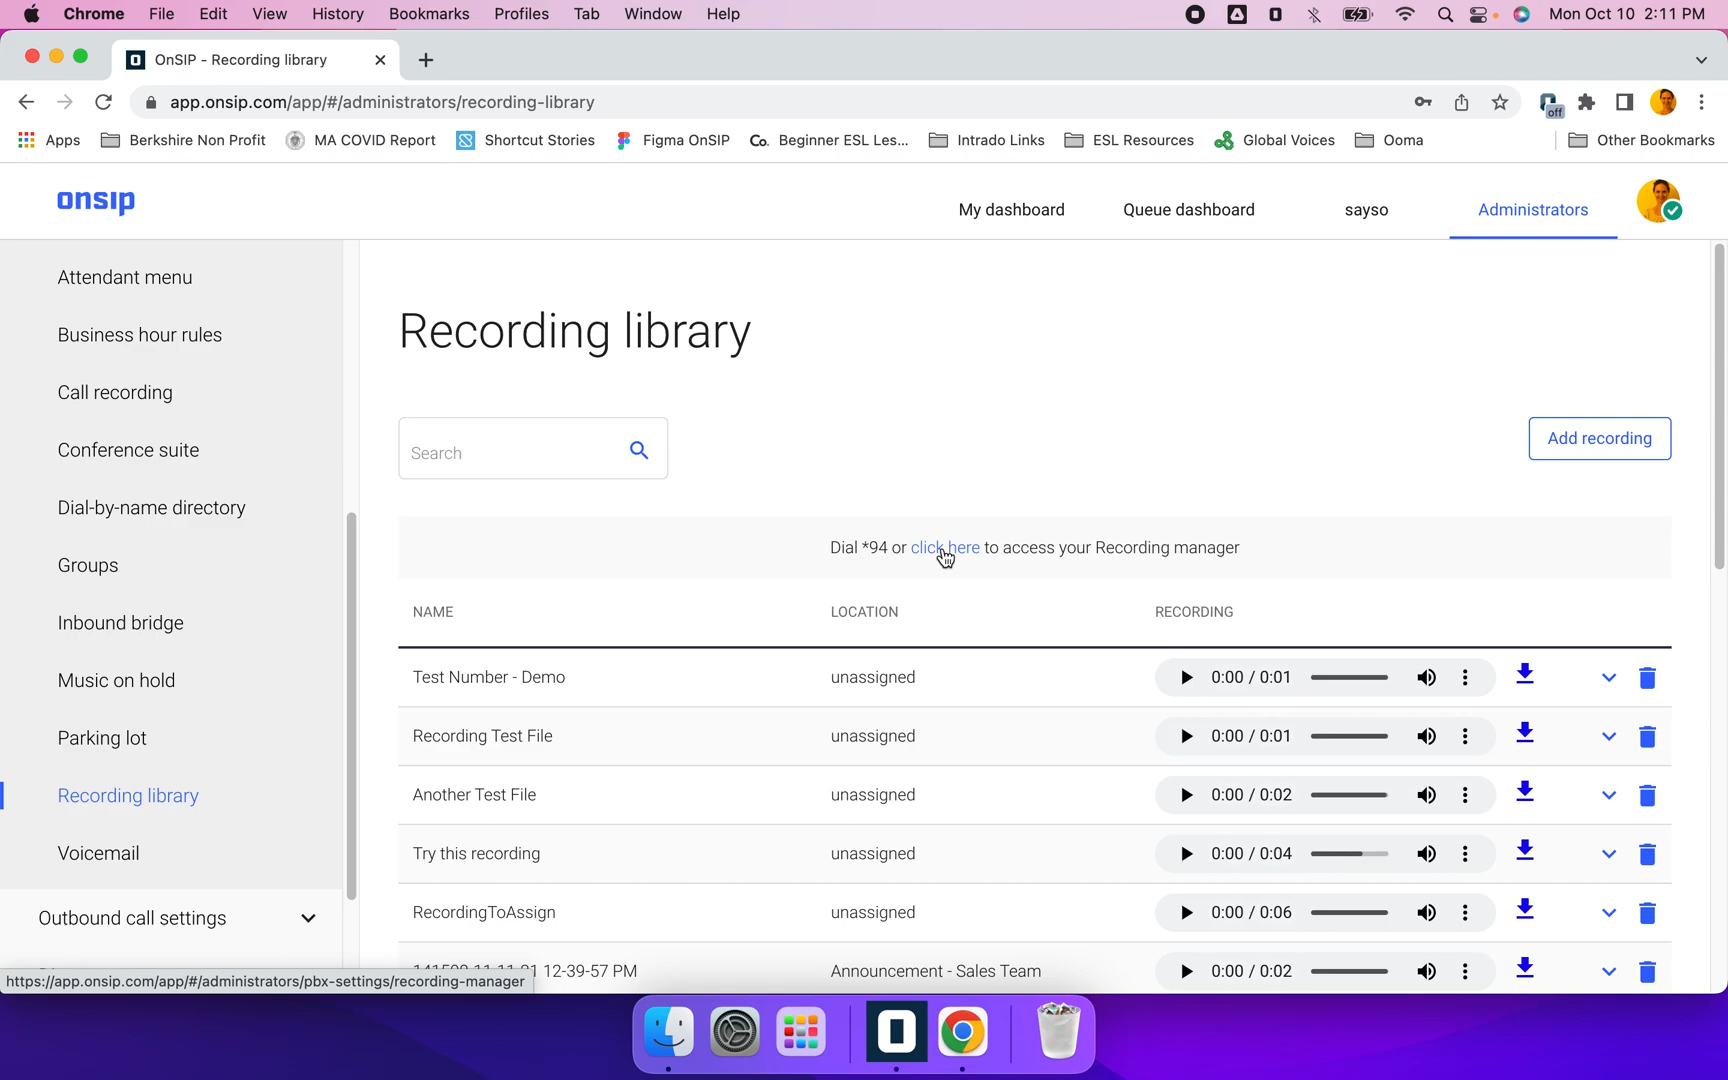 Chrome File Edit View History Bookmarks Profiles Tab Window Help Mon Oct 10 2:11 PM
OnSIP - Recording library
app.onsip.com/app/#/administrators/recording-library
off
Apps Berkshire Non Profit MA COVID Report Shortcut Stories Figma OnSIP Co. Beginner ESL Les... Intrado Links ESL Resources Global Voices Ooma Other Bookmarks
onsip My dashboard Queue dashboard sayso Administrators
Attendant menu
Business hour rules
Call recording
Conference suite
Dial-by-name directory
Groups
Inbound bridge
Music on hold
Parking lot
Recording library
Voicemail
Outbound call settings
https://app.onsip.com/app/#/administrators/pbx-settings/recording-manager
Recording library
Search
Add recording
Dial *94 or click here to access your Recording manager
NAME LOCATION RECORDING
Test Number - Demo unassigned 0:00 / 0:01
Recording Test File unassigned 0:00 / 0:01
Another Test File unassigned 0:00 / 0:02
Try this recording unassigned 0:00 / 0:04
RecordingToAssign unassigned 0:00 / 0:06
12-39-57 PM Announcement - Sales Team 0:00 / 0:02